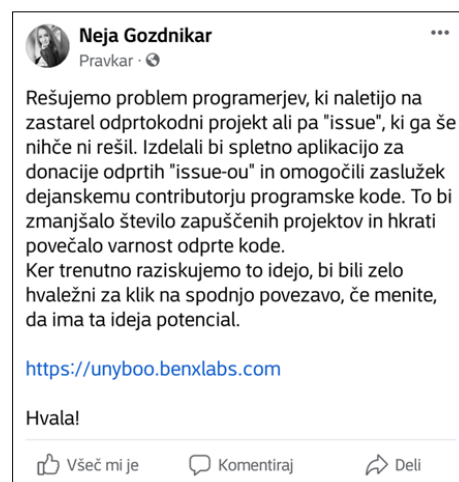 Neja Gozdnikar
Pravkar ·
Rešujemo problem programerjev, ki naletijo na
zastarel odprtokodni projekt ali pa "issue", ki ga še
nihče ni rešil. Izdelali bi spletno aplikacijo za
donacije odprtih "issue-ou" in omogočili zaslužek
dejanskemu contributorju programske kode. To bi
zmanjšalo število zapuščenih projektov in hkrati
povečalo varnost odprte kode.
Ker trenutno raziskujemo to idejo, bi bili zelo
hvaležni za klik na spodnjo povezavo, če menite,
da ima ta ideja potencial.
https://unyboo.benxlabs.com
Hvala!
Všeč mi je Komentiraj Deli